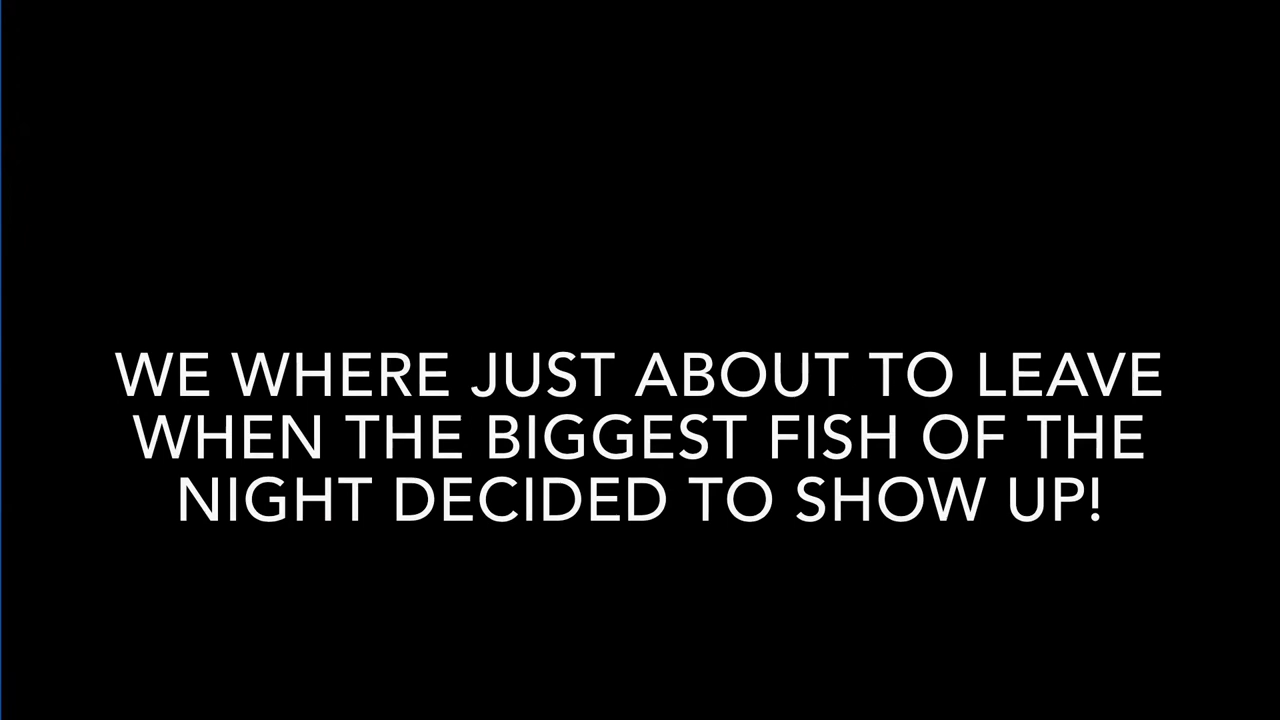 WE WHERE JUST ABOUT TO LEAVE
WHEN THE BIGGEST FISH OF THE
NIGHT DECIDED TO SHOW UP!